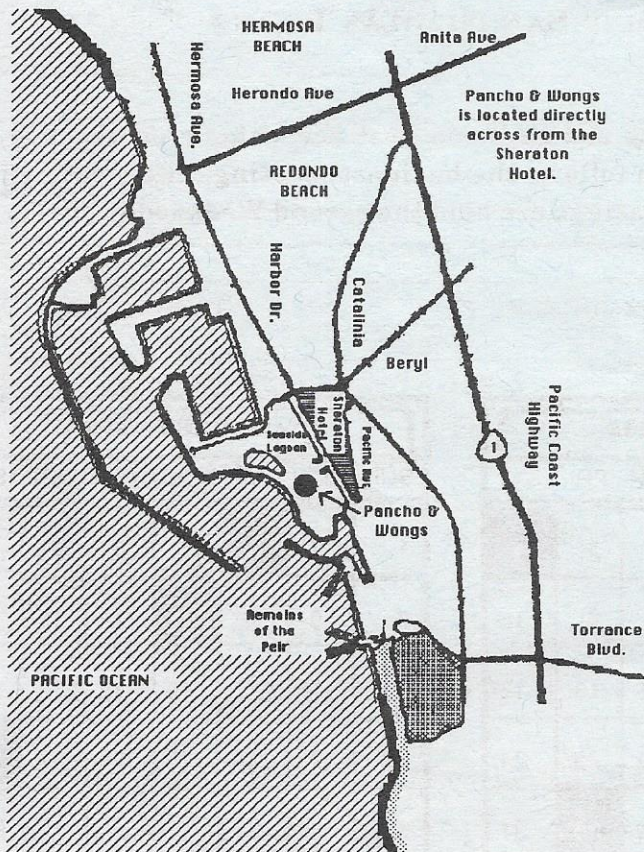 HERMOSA
BEACH
Anita Ave.
Hermosa Ave.
Herondo Ave
Pancho & Wongs
is located directly
across from the
Sheraton
Hotel.
REDONDO
BEACH
Harbor Dr.
Catalinia
Beryl
Pacific Coast
Highway
1
Sheraton
Hotel
Pacific Ave.
Seaside
Lagoon
Pancho &
Wongs
Remains
of the
Peir
Torrance
Blvd.
PACIFIC OCEAN